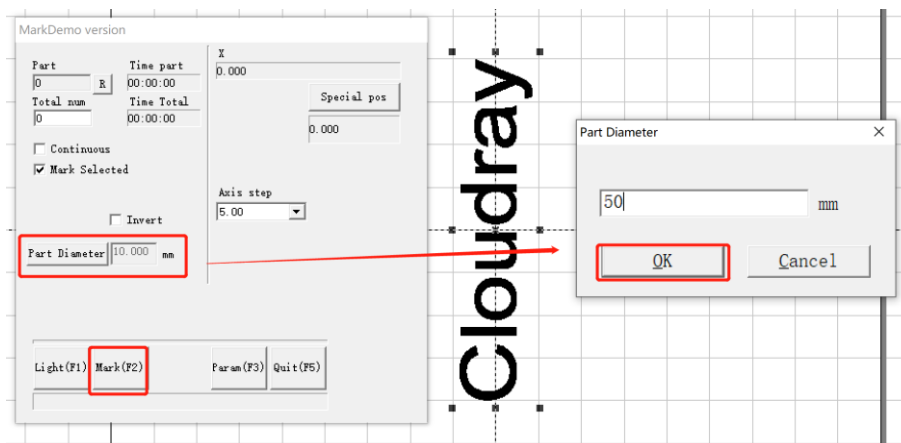 MarkDemo version
Part
Time part
0
R
00:00:00
Total num
Time Total
0
00:00:00
Continuous
Mark Selected
Invert
Part Diameter
10.000
mm
X
0.000
Special pos
0.000
Axis step
5.00
Light(F1)
Mark(F2)
Param(F3)
Quit(F5)
Cloudray
Part Diameter
50
mm
OK
Cancel